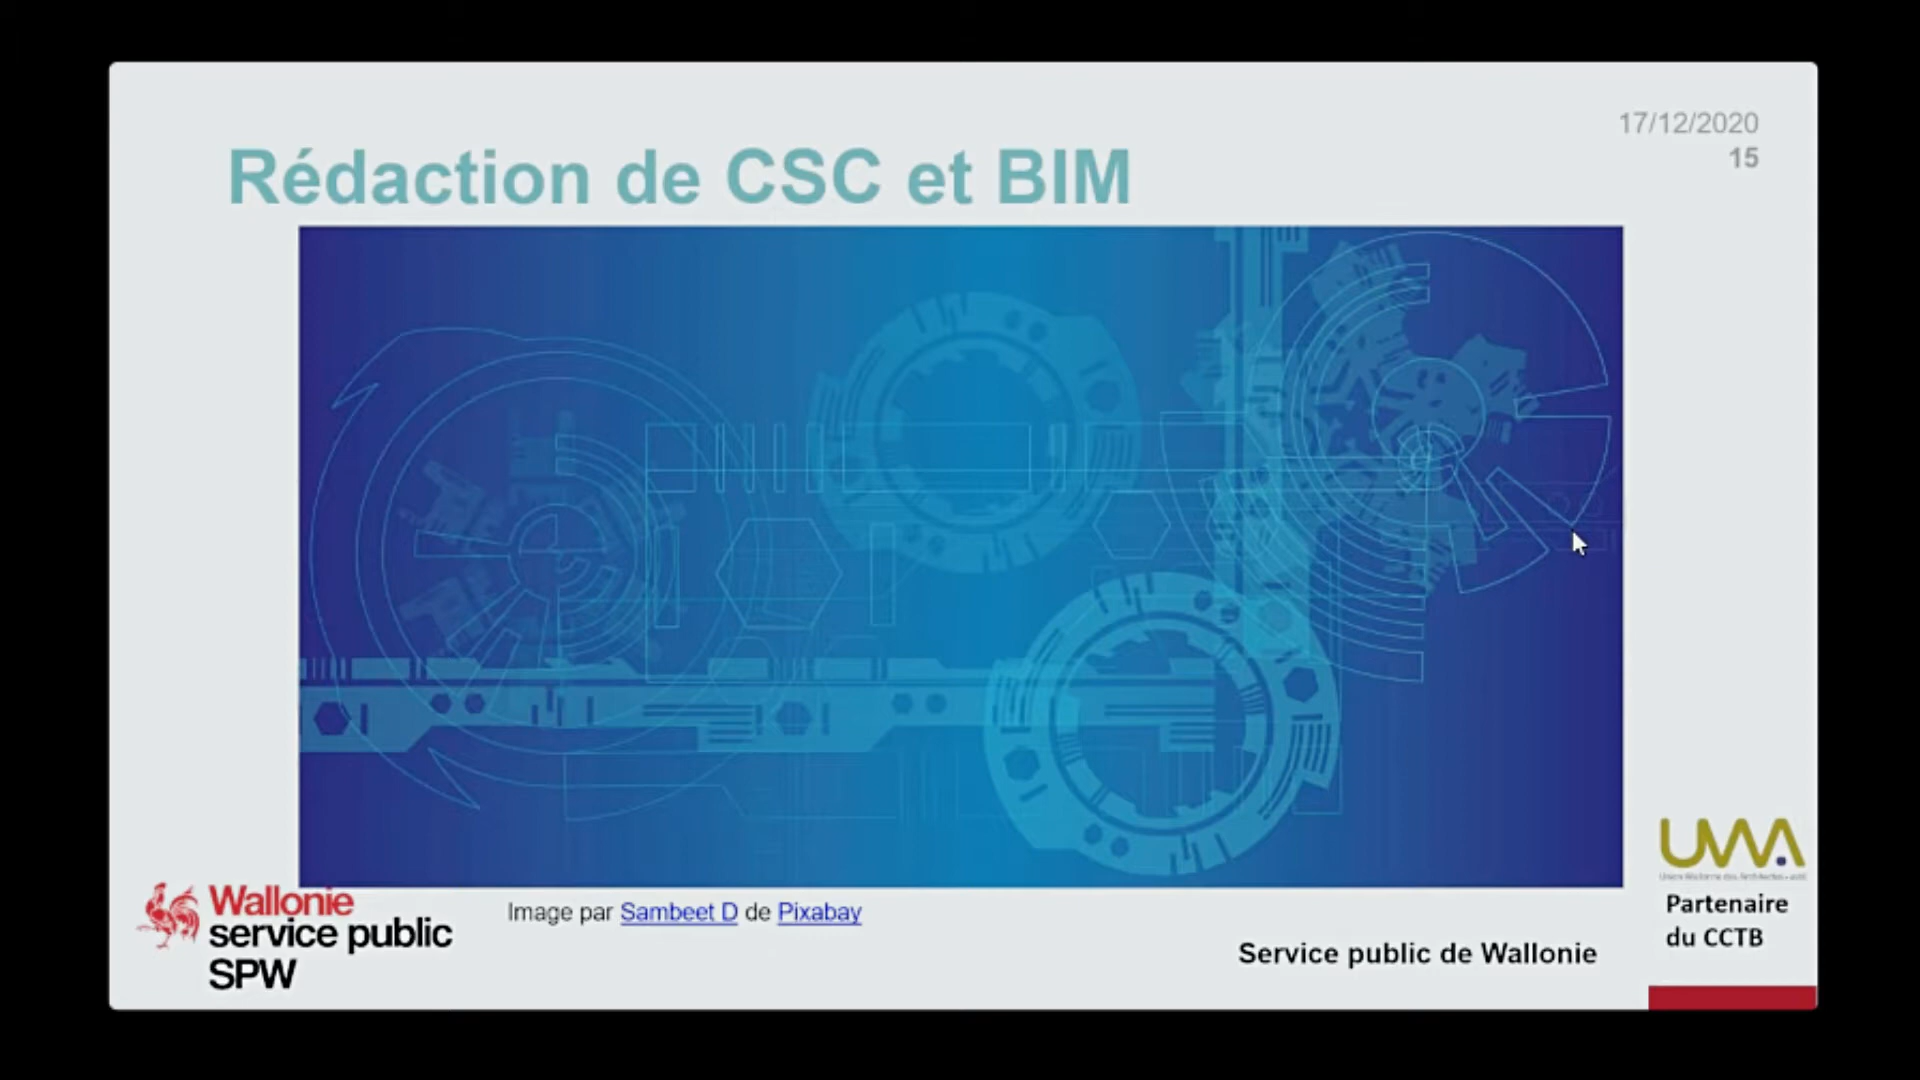 17/12/2020
15
Rédaction de CSC et BIM
Wallonie
service public
SPW
Image par Sambeet D de Pixabay
Service public de Wallonie
UWA
Partenaire
du CCTB